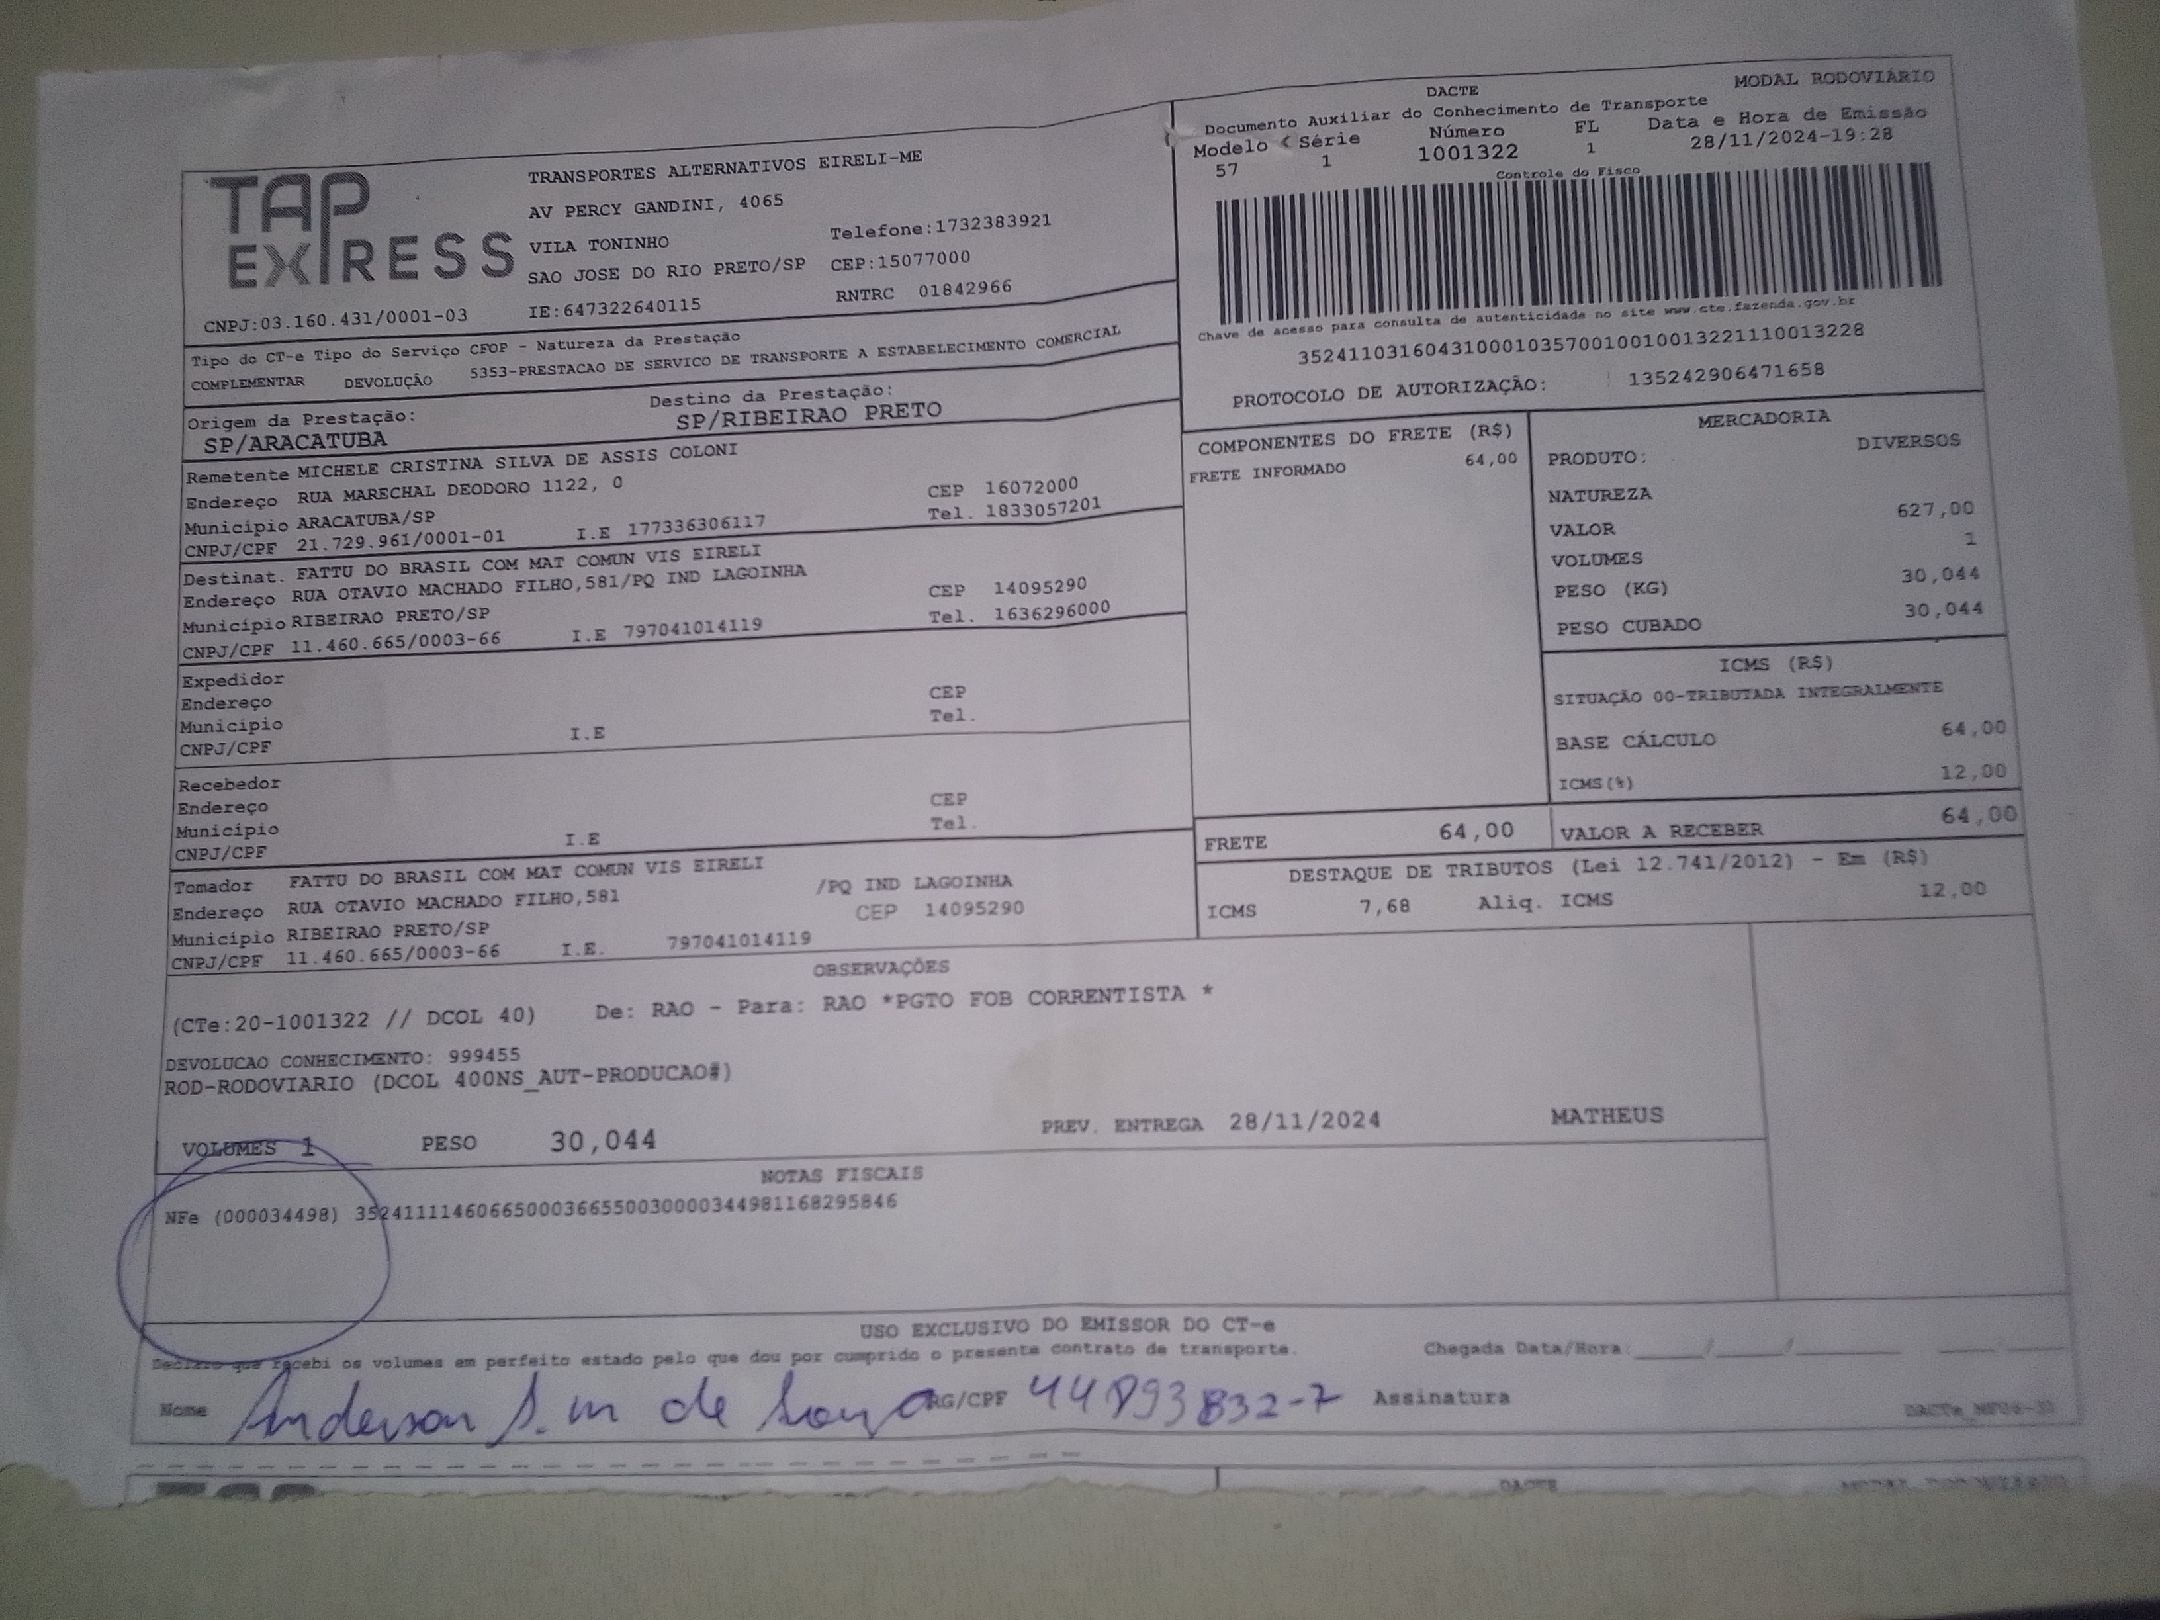 TAP EXPRESS
TRANSPORTES ALTERNATIVOS EIRELI-ME
AV PERCY GANDINI, 4065
VILA TONINHO Telefone:1732383921
SAO JOSE DO RIO PRETO/SP CEP:15077000
CNPJ:03.160.431/0001-03 IE:647322640115 RNTRC 01842966
DACTE MODAL RODOVIÁRIO
Documento Auxiliar do Conhecimento de Transporte
Modelo Série Número FL Data e Hora de Emissão
57 1 1001322 1 28/11/2024-19:28
Controle do Fisco
Chave de acesso para consulta de autenticidade no site www.cte.fazenda.gov.br
35241103160431000103570010010013221110013228
PROTOCOLO DE AUTORIZAÇÃO: 135242906471658
Tipo do CT-e Tipo do Serviço CFOP - Natureza da Prestação
COMPLEMENTAR DEVOLUÇÃO 5353-PRESTACAO DE SERVICO DE TRANSPORTE A ESTABELECIMENTO COMERCIAL
Origem da Prestação: Destino da Prestação:
SP/ARACATUBA SP/RIBEIRAO PRETO
Remetente MICHELE CRISTINA SILVA DE ASSIS COLONI
Endereço RUA MARECHAL DEODORO 1122, 0 CEP 16072000
Município ARACATUBA/SP Tel. 1833057201
CNPJ/CPF 21.729.961/0001-01 I.E 177336306117
Destinat. FATTU DO BRASIL COM MAT COMUN VIS EIRELI
Endereço RUA OTAVIO MACHADO FILHO,581/PQ IND LAGOINHA CEP 14095290
Município RIBEIRAO PRETO/SP Tel. 1636296000
CNPJ/CPF 11.460.665/0003-66 I.E 797041014119
Expedidor
Endereço CEP
Município Tel.
CNPJ/CPF I.E
Recebedor
Endereço CEP
Município Tel.
CNPJ/CPF I.E
Tomador FATTU DO BRASIL COM MAT COMUN VIS EIRELI
Endereço RUA OTAVIO MACHADO FILHO,581 /PQ IND LAGOINHA
Município RIBEIRAO PRETO/SP CEP 14095290
CNPJ/CPF 11.460.665/0003-66 I.E. 797041014119
COMPONENTES DO FRETE (R$)
FRETE INFORMADO 64,00
MERCADORIA
PRODUTO: DIVERSOS
NATUREZA
VALOR 627,00
VOLUMES 1
PESO (KG) 30,044
PESO CUBADO 30,044
ICMS (R$)
SITUAÇÃO 00-TRIBUTADA INTEGRALMENTE
BASE CÁLCULO 64,00
ICMS(%) 12,00
FRETE 64,00 VALOR A RECEBER 64,00
DESTAQUE DE TRIBUTOS (Lei 12.741/2012) - Em (R$)
ICMS 7,68 Aliq. ICMS 12,00
OBSERVAÇÕES
(CTe:20-1001322 // DCOL 40) De: RAO - Para: RAO *PGTO FOB CORRENTISTA *
DEVOLUCAO CONHECIMENTO: 999455
ROD-RODOVIARIO (DCOL 400NS_AUT-PRODUCAO#)
VOLUMES 1 PESO 30,044 PREV. ENTREGA 28/11/2024 MATHEUS
NOTAS FISCAIS
NFe (000034498) 35241111460665000366550030000344981168295846
USO EXCLUSIVO DO EMISSOR DO CT-e
Declaro que recebi os volumes em perfeito estado pelo que dou por cumprido o presente contrato de transporte. Chegada Data/Hora:____/____/______ ___ ___
Nome Anderson S. m de Souza RG/CPF 44893832-7 Assinatura
DACTE